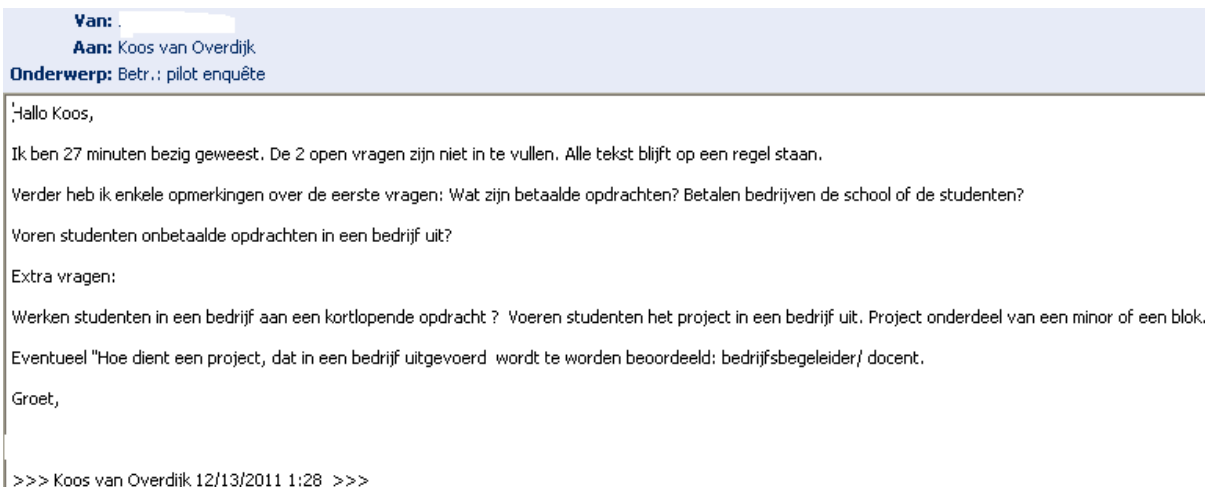 Van: .
Aan: Koos van Overdijk
Onderwerp: Betr.: pilot enquête
Hallo Koos,
Ik ben 27 minuten bezig geweest. De 2 open vragen zijn niet in te vullen. Alle tekst blijft op een regel staan.
Verder heb ik enkele opmerkingen over de eerste vragen: Wat zijn betaalde opdrachten? Betalen bedrijven de school of de studenten?
Voren studenten onbetaalde opdrachten in een bedrijf uit?
Extra vragen:
Werken studenten in een bedrijf aan een kortlopende opdracht ? Voeren studenten het project in een bedrijf uit. Project onderdeel van een minor of een blok.
Eventueel "Hoe dient een project, dat in een bedrijf uitgevoerd wordt te worden beoordeeld: bedrijfsbegeleider/ docent.
Groet,
>>> Koos van Overdijk 12/13/2011 1:28 >>>